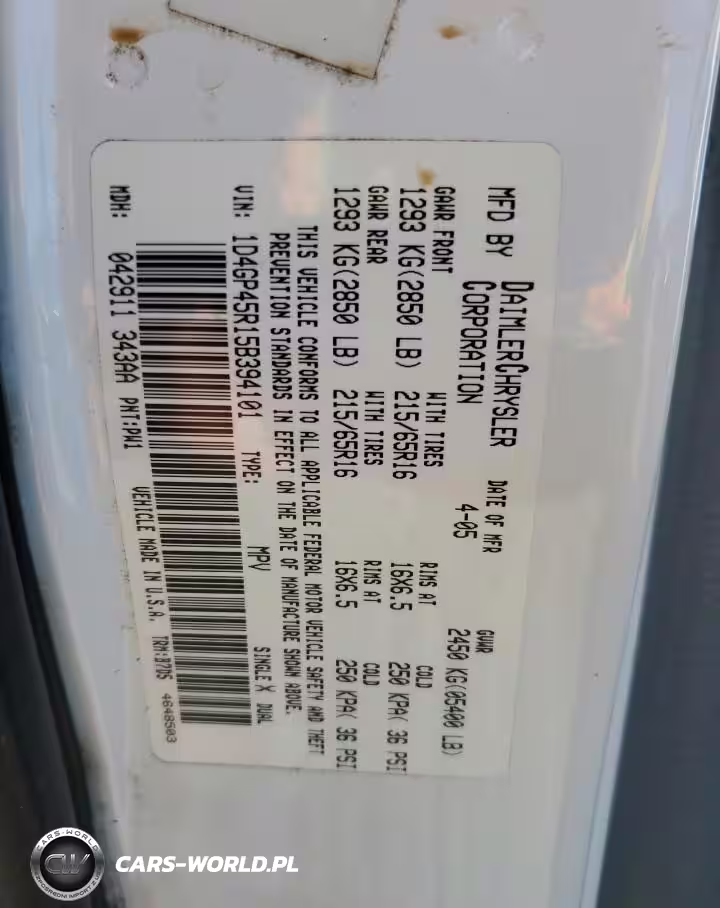 MFD BY DAIMLERCHRYSLER
CORPORATION
DATE OF MFR
4-05
GVWR
2450 KG(05400 LB)
GAWR FRONT WITH TIRES RIMS AT COLD
1293 KG(2850 LB) 215/65R16 16X6.5 250 KPA( 36 PSI
GAWR REAR WITH TIRES RIMS AT COLD
1293 KG(2850 LB) 215/65R16 16X6.5 250 KPA( 36 PSI
THIS VEHICLE CONFORMS TO ALL APPLICABLE FEDERAL MOTOR VEHICLE SAFETY AND THEFT
PREVENTION STANDARDS IN EFFECT ON THE DATE OF MANUFACTURE SHOWN ABOVE.
VIN: 1D4GP45R15B394101 TYPE: MPV SINGLE X DUAL
MDH: 042911 343AA PNT:PW1 VEHICLE MADE IN U.S.A. TRM:B7D5 4648503
CARS-WORLD
CW
CARS-WORLD.PL